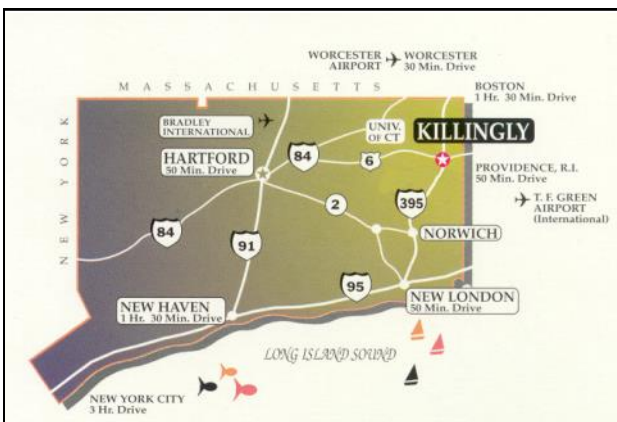 WORCESTER
AIRPORT
WORCESTER
30 Min. Drive
MASSACHUSETTS
BOSTON
1 Hr. 30 Min. Drive
NEW YORK
BRADLEY
INTERNATIONAL
UNIV.
OF CT
KILLINGLY
HARTFORD
50 Min. Drive
84
6
PROVIDENCE, R.I.
50 Min. Drive
2
395
T. F. GREEN
AIRPORT
(International)
84
91
NORWICH
95
NEW HAVEN
1 Hr. 30 Min. Drive
NEW LONDON
50 Min. Drive
LONG ISLAND SOUND
NEW YORK CITY
3 Hr. Drive